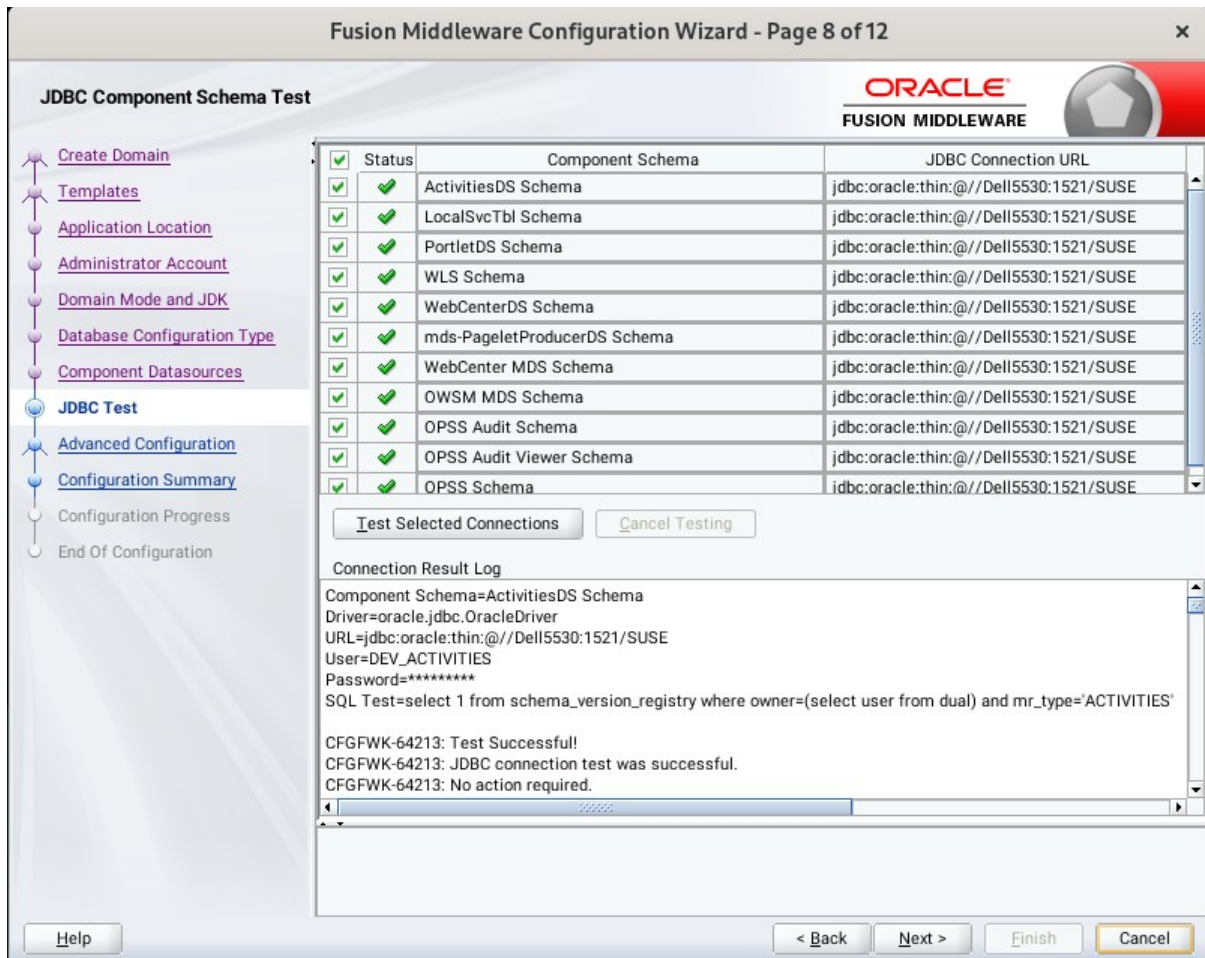 Fusion Middleware Configuration Wizard - Page 8 of 12
JDBC Component Schema Test
ORACLE
FUSION MIDDLEWARE
Create Domain
Templates
Application Location
Administrator Account
Domain Mode and JDK
Database Configuration Type
Component Datasources
JDBC Test
Advanced Configuration
Configuration Summary
Configuration Progress
End Of Configuration
Status Component Schema JDBC Connection URL
ActivitiesDS Schema jdbc:oracle:thin:@//Dell5530:1521/SUSE
LocalSvcTbl Schema jdbc:oracle:thin:@//Dell5530:1521/SUSE
PortletDS Schema jdbc:oracle:thin:@//Dell5530:1521/SUSE
WLS Schema jdbc:oracle:thin:@//Dell5530:1521/SUSE
WebCenterDS Schema jdbc:oracle:thin:@//Dell5530:1521/SUSE
mds-PageletProducerDS Schema jdbc:oracle:thin:@//Dell5530:1521/SUSE
WebCenter MDS Schema jdbc:oracle:thin:@//Dell5530:1521/SUSE
OWSM MDS Schema jdbc:oracle:thin:@//Dell5530:1521/SUSE
OPSS Audit Schema jdbc:oracle:thin:@//Dell5530:1521/SUSE
OPSS Audit Viewer Schema jdbc:oracle:thin:@//Dell5530:1521/SUSE
OPSS Schema jdbc:oracle:thin:@//Dell5530:1521/SUSE
Test Selected Connections Cancel Testing
Connection Result Log
Component Schema=ActivitiesDS Schema
Driver=oracle.jdbc.OracleDriver
URL=jdbc:oracle:thin:@//Dell5530:1521/SUSE
User=DEV_ACTIVITIES
Password=*********
SQL Test=select 1 from schema_version_registry where owner=(select user from dual) and mr_type='ACTIVITIES'
CFGFWK-64213: Test Successful!
CFGFWK-64213: JDBC connection test was successful.
CFGFWK-64213: No action required.
Help < Back Next > Finish Cancel